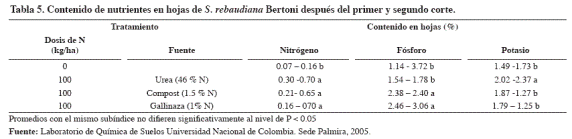 Tabla 5. Contenido de nutrientes en hojas de S. rebaudiana Bertoni después del primer y segundo corte.
Tratamiento Contenido en hojas (%)
Dosis de N (kg/ha) Fuente Nitrógeno Fósforo Potasio
0 0.07 – 0.16 b 1.14 - 3.72 b 1.49 -1.73 b
100 Urea (46 % N) 0.30 -0.70 a 1.54 – 1.78 b 2.02 -2.37 a
100 Compost (1.5 % N) 0.21- 0.65 a 2.38 – 2.40 a 1.87 -1.27 b
100 Gallinaza (1% N) 0.16 – 070 a 2.46 – 3.06 a 1.79 – 1.25 b
Promedios con el mismo subíndice no difieren significativamente al nivel de P < 0.05
Fuente: Laboratorio de Química de Suelos Universidad Nacional de Colombia. Sede Palmira, 2005.